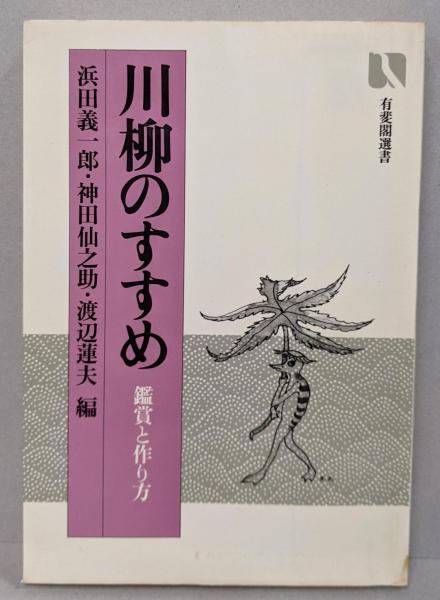 有斐閣選書
川柳のすすめ
鑑賞と作り方
浜田義一郎・神田仙之助・渡辺蓮夫 編